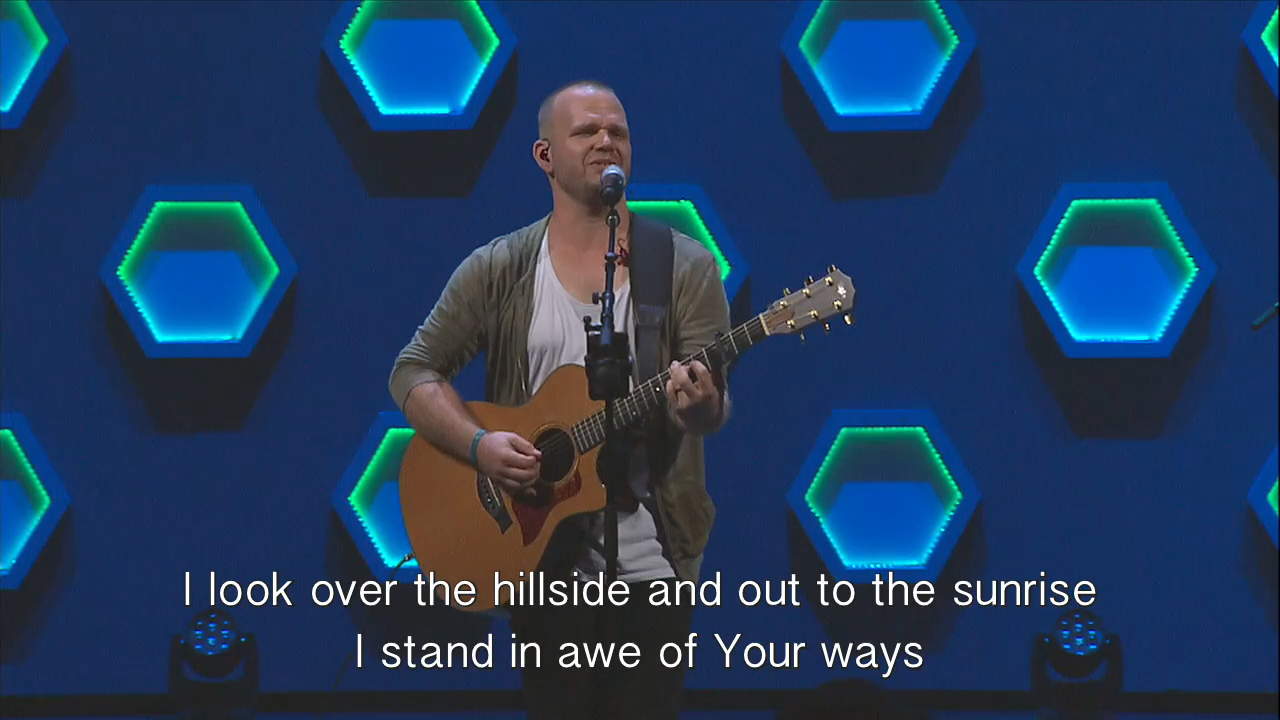 I look over the hillside and out to the sunrise
I stand in awe of Your ways